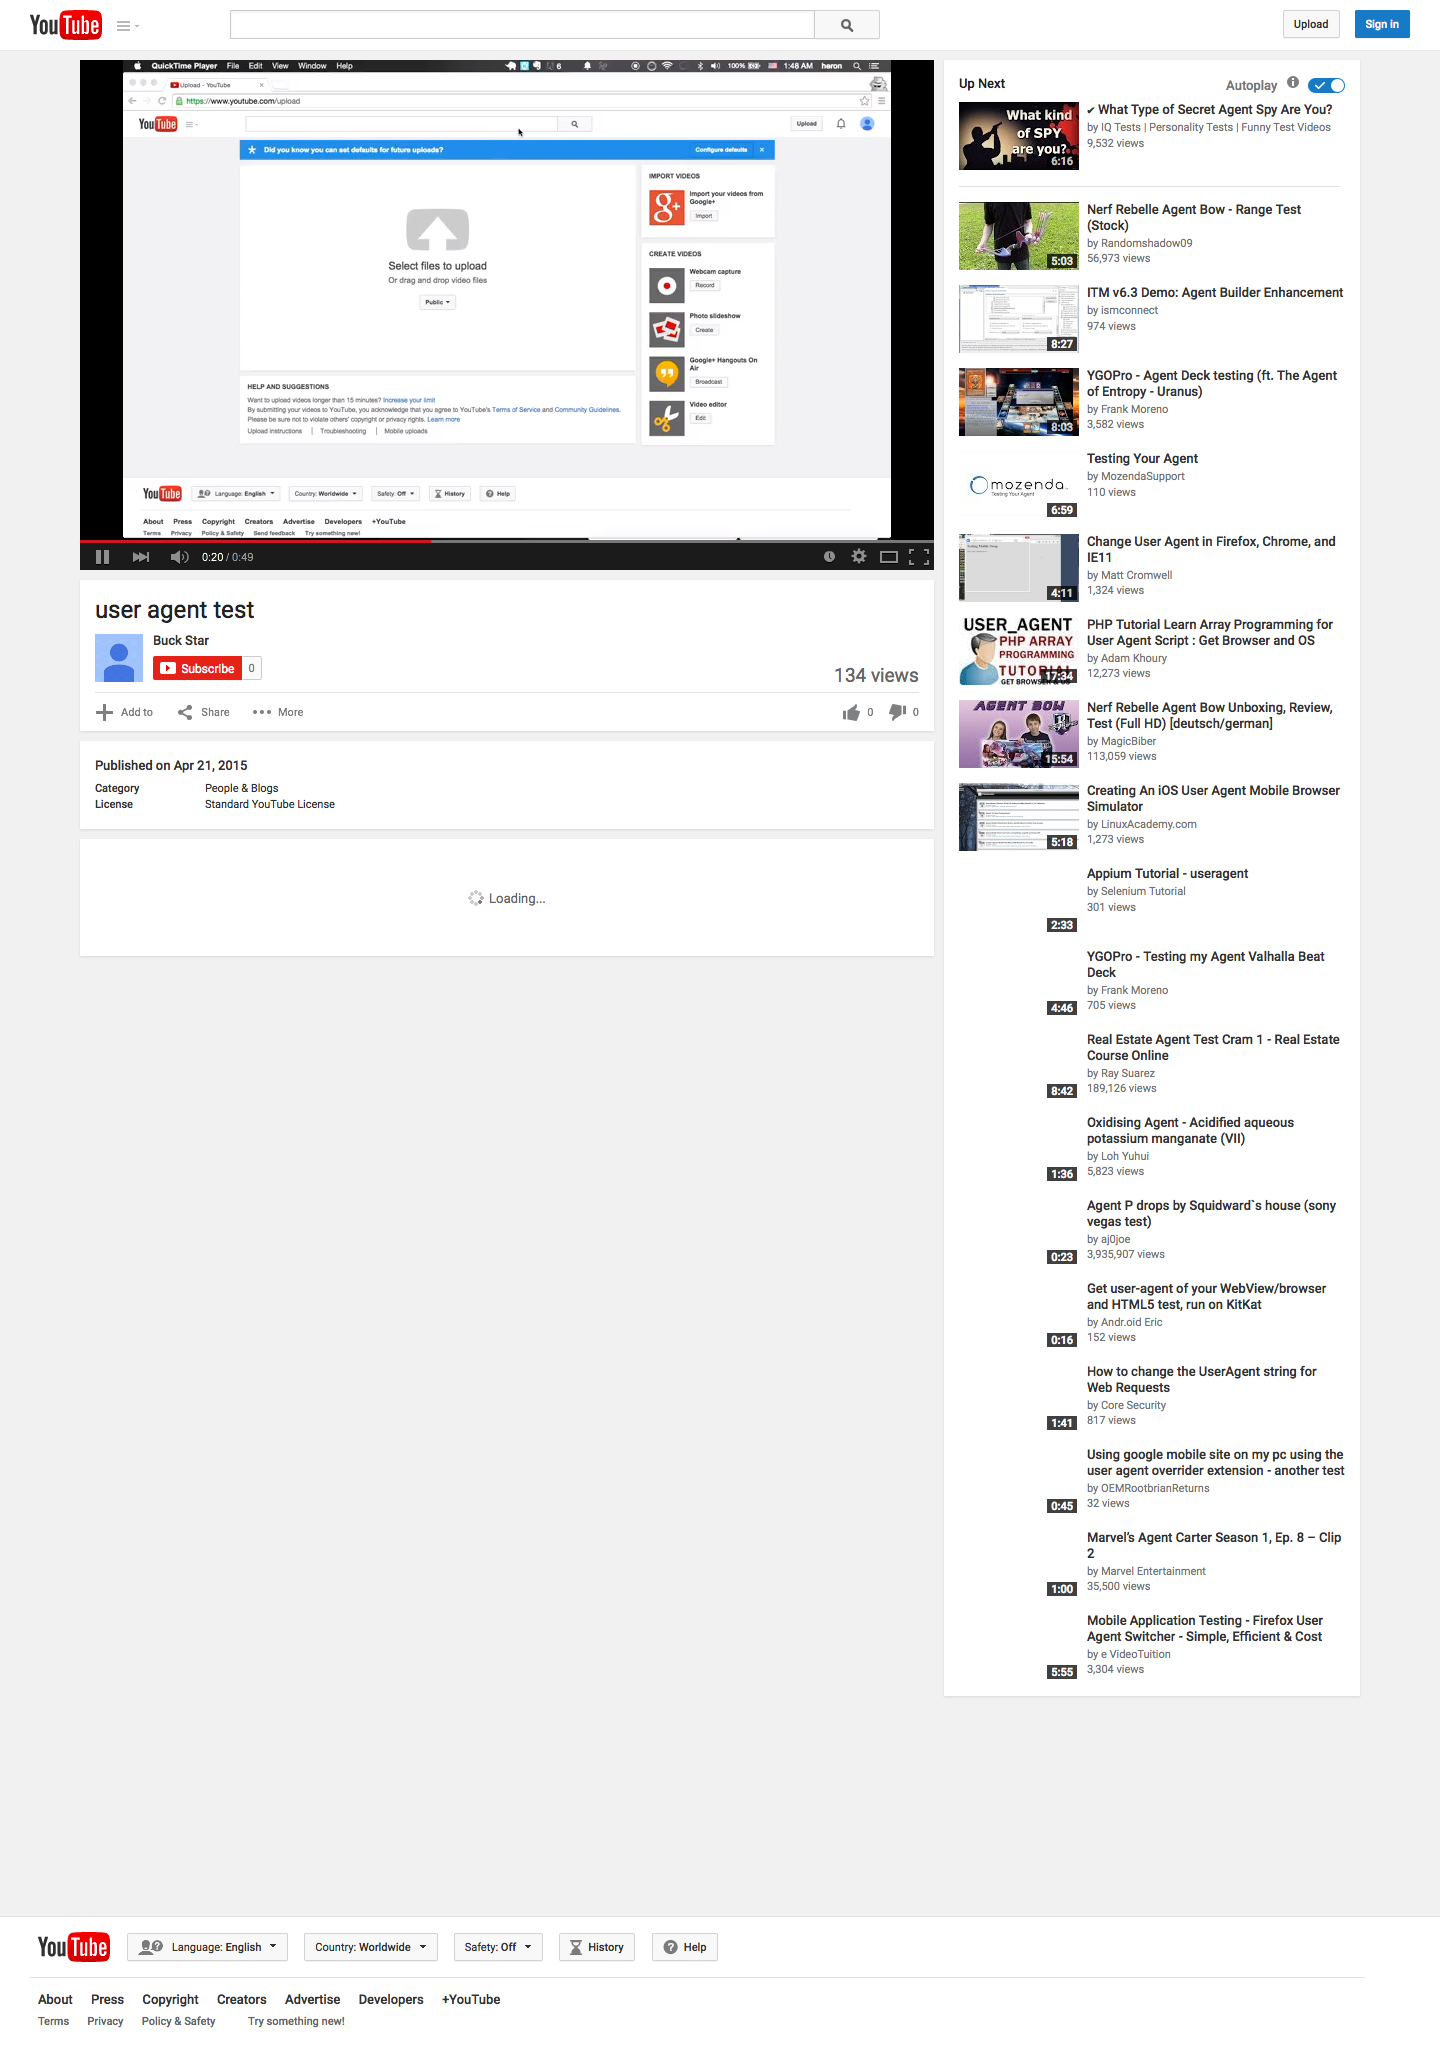 YouTube
Upload
Sign in
QuickTime Player File Edit View Window Help
6
100%
1:48 AM heron
Upload - YouTube
https://www.youtube.com/upload
YouTube
Upload
Did you know you can set defaults for future uploads?
Configure defaults
Select files to upload
Or drag and drop video files
Public
IMPORT VIDEOS
Import your videos from
Google+
Import
CREATE VIDEOS
Webcam capture
Record
Photo slideshow
Create
Google+ Hangouts On
Air
Broadcast
Video editor
Edit
HELP AND SUGGESTIONS
Want to upload videos longer than 15 minutes? Increase your limit
By submitting your videos to YouTube, you acknowledge that you agree to YouTube's Terms of Service and Community Guidelines.
Please be sure not to violate others' copyright or privacy rights. Learn more
Upload instructions | Troubleshooting | Mobile uploads
YouTube
Language: English
Country: Worldwide
Safety: Off
History
Help
About Press Copyright Creators Advertise Developers +YouTube
Terms Privacy Policy & Safety Send feedback Try something new!
0:20 / 0:49
user agent test
Buck Star
Subscribe 0
134 views
Add to
Share
More
0
0
Published on Apr 21, 2015
Category People & Blogs
License Standard YouTube License
Loading...
Up Next
Autoplay
What kind
of SPY
are you?
6:16
✔ What Type of Secret Agent Spy Are You?
by IQ Tests | Personality Tests | Funny Test Videos
9,532 views
5:03
Nerf Rebelle Agent Bow - Range Test
(Stock)
by Randomshadow09
56,973 views
8:27
ITM v6.3 Demo: Agent Builder Enhancement
by ismconnect
974 views
8:03
YGOPro - Agent Deck testing (ft. The Agent
of Entropy - Uranus)
by Frank Moreno
3,582 views
mozenda
Testing Your Agent
6:59
Testing Your Agent
by MozendaSupport
110 views
4:11
Change User Agent in Firefox, Chrome, and
IE11
by Matt Cromwell
1,324 views
USER_AGENT
PHP ARRAY
PROGRAMMING
TUTORIAL
GET BROWSER & OS
17:34
PHP Tutorial Learn Array Programming for
User Agent Script : Get Browser and OS
by Adam Khoury
12,273 views
AGENT BOW
15:54
Nerf Rebelle Agent Bow Unboxing, Review,
Test (Full HD) [deutsch/german]
by MagicBiber
113,059 views
5:18
Creating An iOS User Agent Mobile Browser
Simulator
by LinuxAcademy.com
1,273 views
2:33
Appium Tutorial - useragent
by Selenium Tutorial
301 views
4:46
YGOPro - Testing my Agent Valhalla Beat
Deck
by Frank Moreno
705 views
8:42
Real Estate Agent Test Cram 1 - Real Estate
Course Online
by Ray Suarez
189,126 views
1:36
Oxidising Agent - Acidified aqueous
potassium manganate (VII)
by Loh Yuhui
5,823 views
0:23
Agent P drops by Squidward`s house (sony
vegas test)
by aj0joe
3,935,907 views
0:16
Get user-agent of your WebView/browser
and HTML5 test, run on KitKat
by Andr.oid Eric
152 views
1:41
How to change the UserAgent string for
Web Requests
by Core Security
817 views
0:45
Using google mobile site on my pc using the
user agent overrider extension - another test
by OEMRootbrianReturns
32 views
1:00
Marvel’s Agent Carter Season 1, Ep. 8 – Clip
2
by Marvel Entertainment
35,500 views
5:55
Mobile Application Testing - Firefox User
Agent Switcher - Simple, Efficient & Cost
by e VideoTuition
3,304 views
YouTube
Language: English
Country: Worldwide
Safety: Off
History
Help
About Press Copyright Creators Advertise Developers +YouTube
Terms Privacy Policy & Safety Try something new!